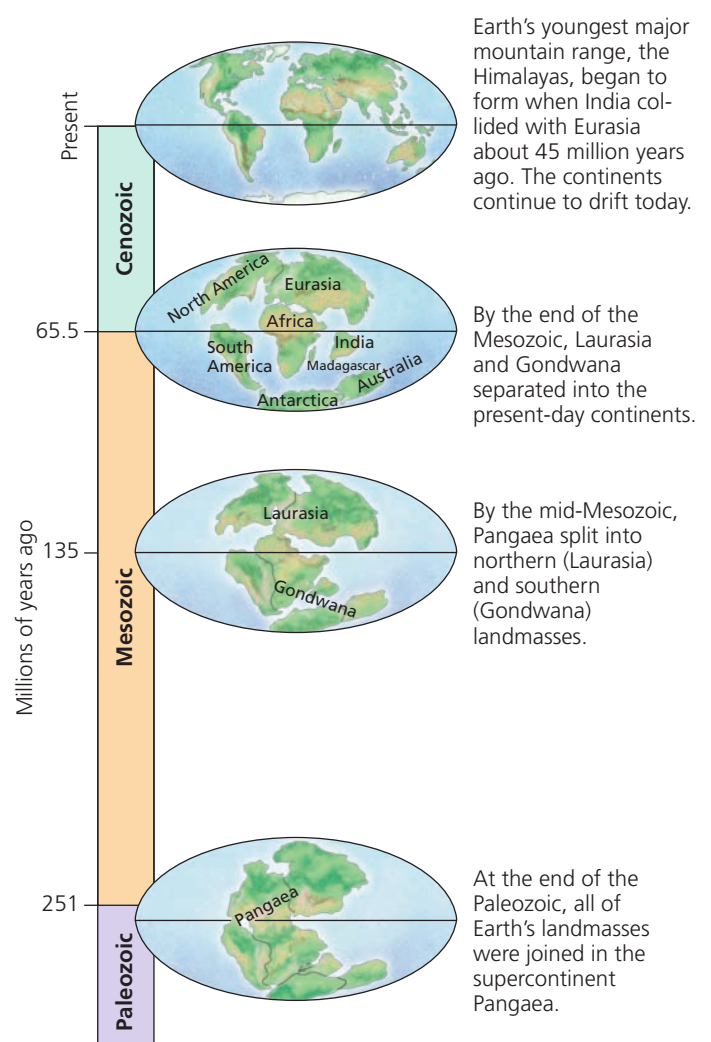 Earth's youngest major
mountain range, the
Himalayas, began to
form when India col-
lided with Eurasia
about 45 million years
ago. The continents
continue to drift today.
Present
Cenozoic
North America
Eurasia
Africa
India
South
America
Madagascar
Australia
Antarctica
65.5
By the end of the
Mesozoic, Laurasia
and Gondwana
separated into the
present-day continents.
Laurasia
Gondwana
135
By the mid-Mesozoic,
Pangaea split into
northern (Laurasia)
and southern
(Gondwana)
landmasses.
Millions of years ago
Mesozoic
251
Pangaea
At the end of the
Paleozoic, all of
Earth's landmasses
were joined in the
supercontinent
Pangaea.
Paleozoic